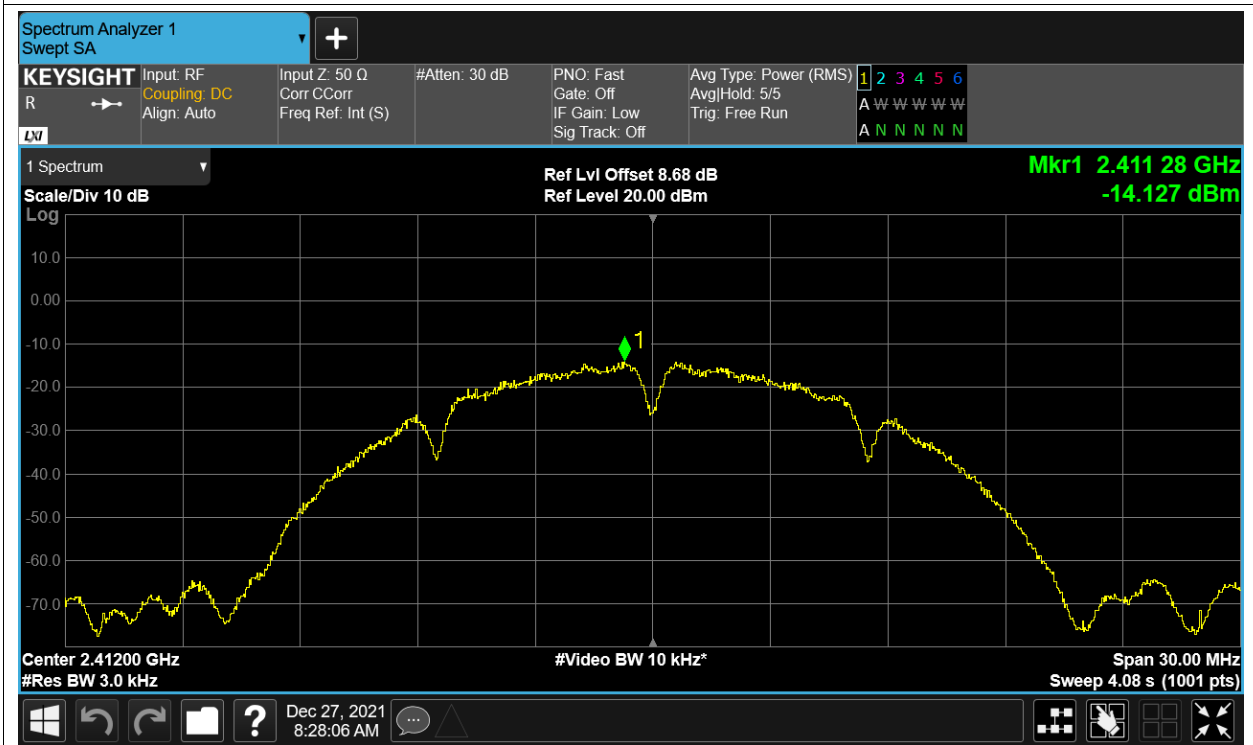 Spectrum Analyzer 1
Swept SA
KEYSIGHT
R
LXI
Input: RF
Coupling: DC
Align: Auto
Input Z: 50 Ω
Corr CCorr
Freq Ref: Int (S)
#Atten: 30 dB
PNO: Fast
Gate: Off
IF Gain: Low
Sig Track: Off
Avg Type: Power (RMS)
Avg|Hold: 5/5
Trig: Free Run
1 2 3 4 5 6
A W W W W W
A N N N N N
1 Spectrum
Scale/Div 10 dB
Log
Ref Lvl Offset 8.68 dB
Ref Level 20.00 dBm
Mkr1 2.411 28 GHz
-14.127 dBm
10.0
0.00
-10.0
-20.0
-30.0
-40.0
-50.0
-60.0
-70.0
1
Center 2.41200 GHz
#Res BW 3.0 kHz
#Video BW 10 kHz*
Span 30.00 MHz
Sweep 4.08 s (1001 pts)
?
Dec 27, 2021
8:28:06 AM